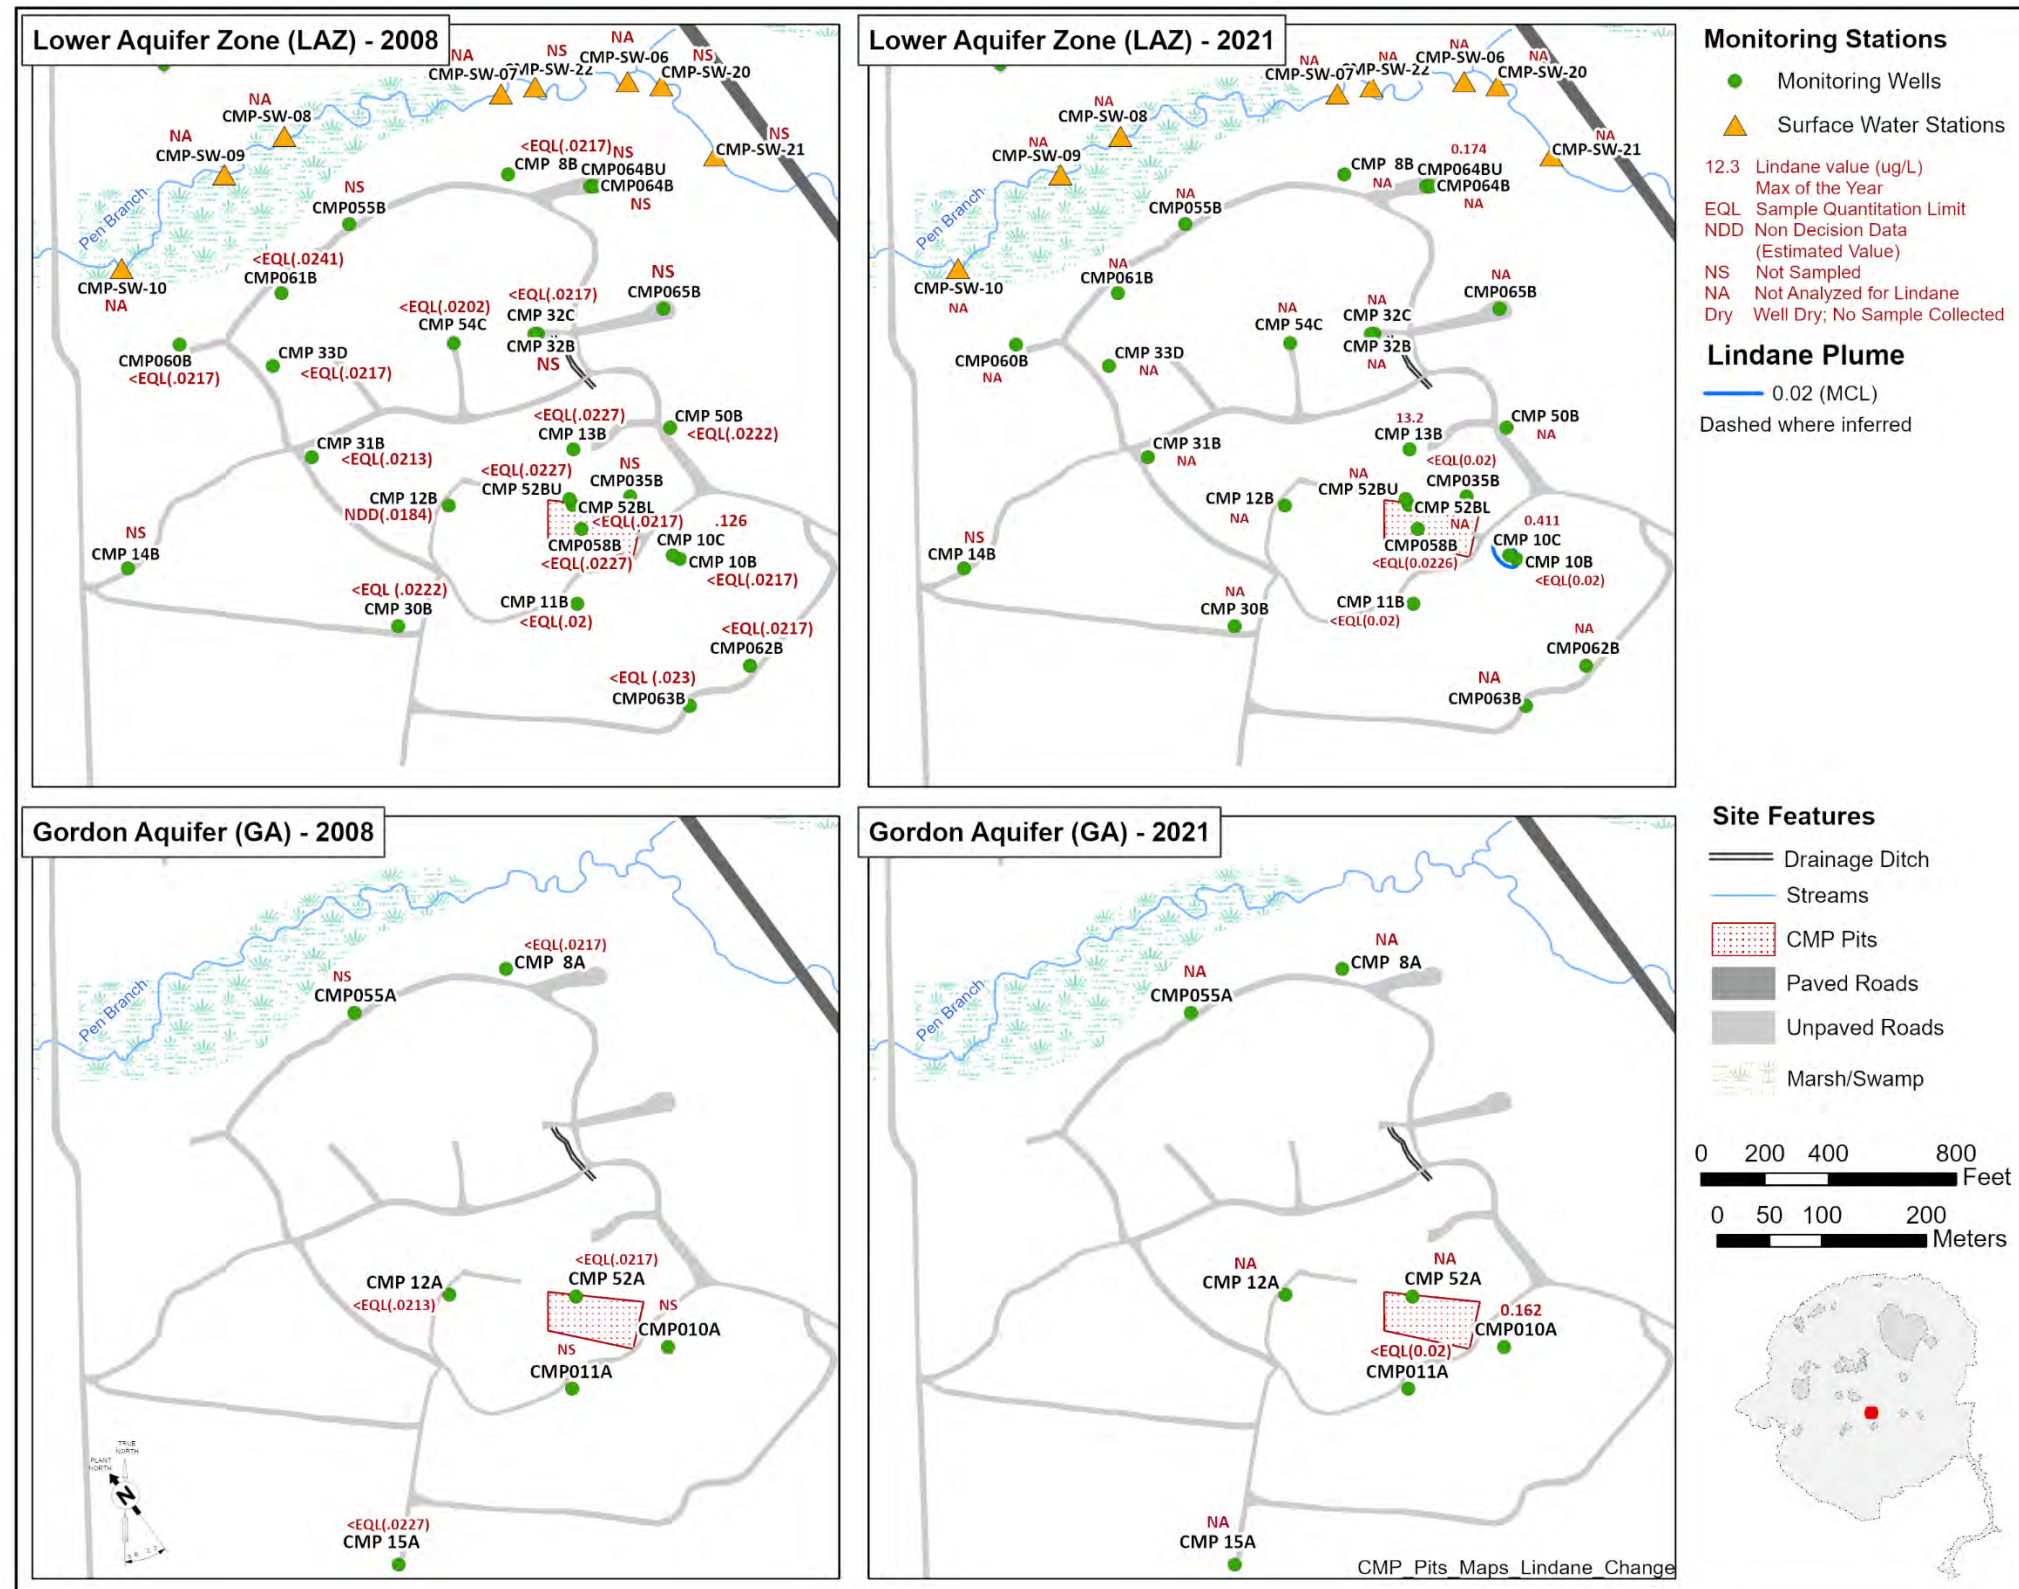 Lower Aquifer Zone (LAZ) - 2008
NA
CMP-SW-07
NS
CMP-SW-22
NA
CMP-SW-06
NS
CMP-SW-20
NA
CMP-SW-08
NA
CMP-SW-09
NS
CMP-SW-21
<EQL(.0217)
CMP 8B
NS
CMP064BU
CMP064B
NS
Pen Branch
NS
CMP055B
<EQL(.0241)
CMP061B
CMP-SW-10
NA
<EQL(.0202)
CMP 54C
<EQL(.0217)
CMP 32C
CMP 32B
NS
NS
CMP065B
CMP060B
<EQL(.0217)
CMP 33D
<EQL(.0217)
<EQL(.0227)
CMP 13B
CMP 50B
<EQL(.0222)
CMP 31B
<EQL(.0213)
<EQL(.0227)
CMP 52BU
NS
CMP035B
CMP 12B
NDD(.0184)
CMP 52BL
<EQL(.0217)
CMP058B
<EQL(.0227)
.126
CMP 10C
CMP 10B
<EQL(.0217)
NS
CMP 14B
<EQL (.0222)
CMP 30B
CMP 11B
<EQL(.02)
<EQL(.0217)
CMP062B
<EQL (.023)
CMP063B
Lower Aquifer Zone (LAZ) - 2021
NA
CMP-SW-07
NA
CMP-SW-22
NA
CMP-SW-06
NA
CMP-SW-20
NA
CMP-SW-08
NA
CMP-SW-09
NA
CMP-SW-21
CMP 8B
NA
0.174
CMP064BU
CMP064B
NA
Pen Branch
NA
CMP055B
NA
CMP061B
CMP-SW-10
NA
NA
CMP 54C
NA
CMP 32C
CMP 32B
NA
NA
CMP065B
CMP060B
NA
CMP 33D
NA
13.2
CMP 13B
CMP 50B
NA
CMP 31B
NA
<EQL(0.02)
CMP035B
NA
CMP 52BU
CMP 12B
NA
CMP 52BL
NA
CMP058B
<EQL(0.0226)
0.411
CMP 10C
CMP 10B
<EQL(0.02)
NS
CMP 14B
NA
CMP 30B
CMP 11B
<EQL(0.02)
NA
CMP062B
NA
CMP063B
Monitoring Stations
Monitoring Wells
Surface Water Stations
12.3 Lindane value (ug/L)
Max of the Year
EQL Sample Quantitation Limit
NDD Non Decision Data
(Estimated Value)
NS Not Sampled
NA Not Analyzed for Lindane
Dry Well Dry; No Sample Collected
Lindane Plume
0.02 (MCL)
Dashed where inferred
Gordon Aquifer (GA) - 2008
<EQL(.0217)
CMP 8A
NS
CMP055A
Pen Branch
<EQL(.0217)
CMP 52A
CMP 12A
<EQL(.0213)
NS
CMP010A
NS
CMP011A
<EQL(.0227)
CMP 15A
TRUE
NORTH
PLANT
NORTH
N
Gordon Aquifer (GA) - 2021
NA
CMP 8A
NA
CMP055A
Pen Branch
NA
CMP 12A
NA
CMP 52A
0.162
CMP010A
<EQL(0.02)
CMP011A
NA
CMP 15A
CMP_Pits_Maps_Lindane_Change
Site Features
Drainage Ditch
Streams
CMP Pits
Paved Roads
Unpaved Roads
Marsh/Swamp
0 200 400 800
Feet
0 50 100 200
Meters